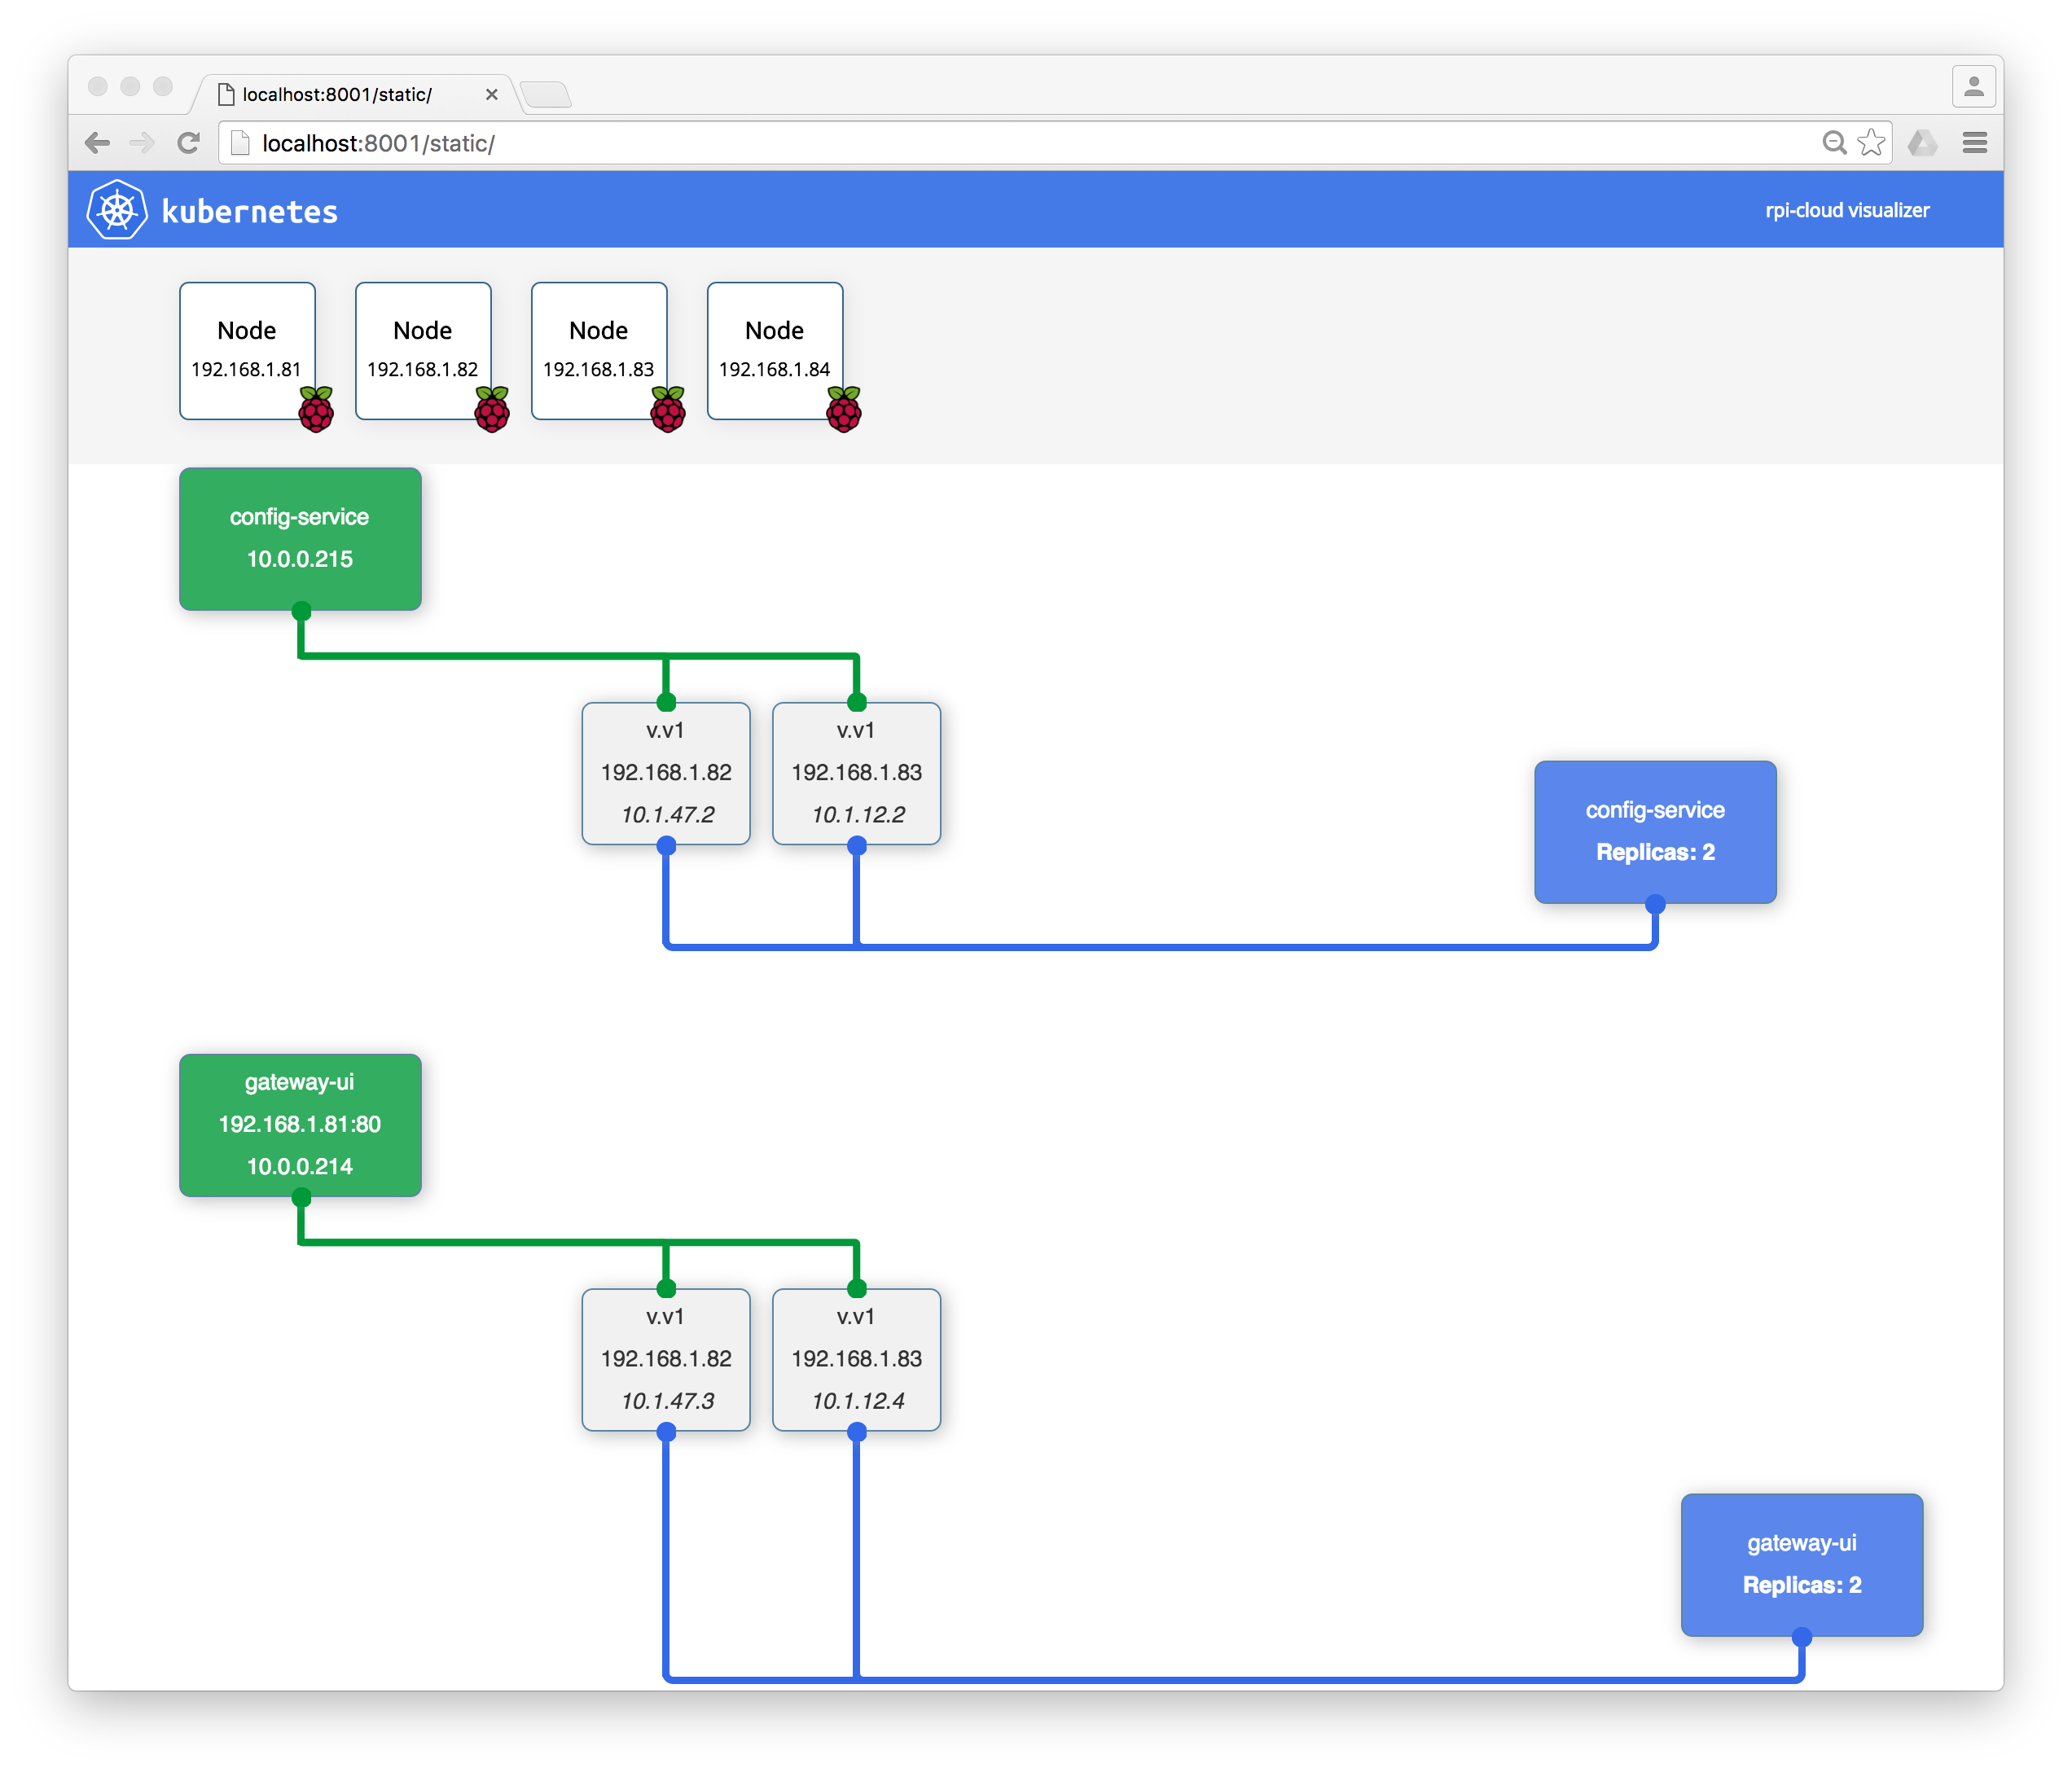 localhost:8001/static/
localhost:8001/static/
kubernetes
rpi-cloud visualizer
Node
192.168.1.81
Node
192.168.1.82
Node
192.168.1.83
Node
192.168.1.84
config-service
10.0.0.215
v.v1
192.168.1.82
10.1.47.2
v.v1
192.168.1.83
10.1.12.2
config-service
Replicas: 2
gateway-ui
192.168.1.81:80
10.0.0.214
v.v1
192.168.1.82
10.1.47.3
v.v1
192.168.1.83
10.1.12.4
gateway-ui
Replicas: 2